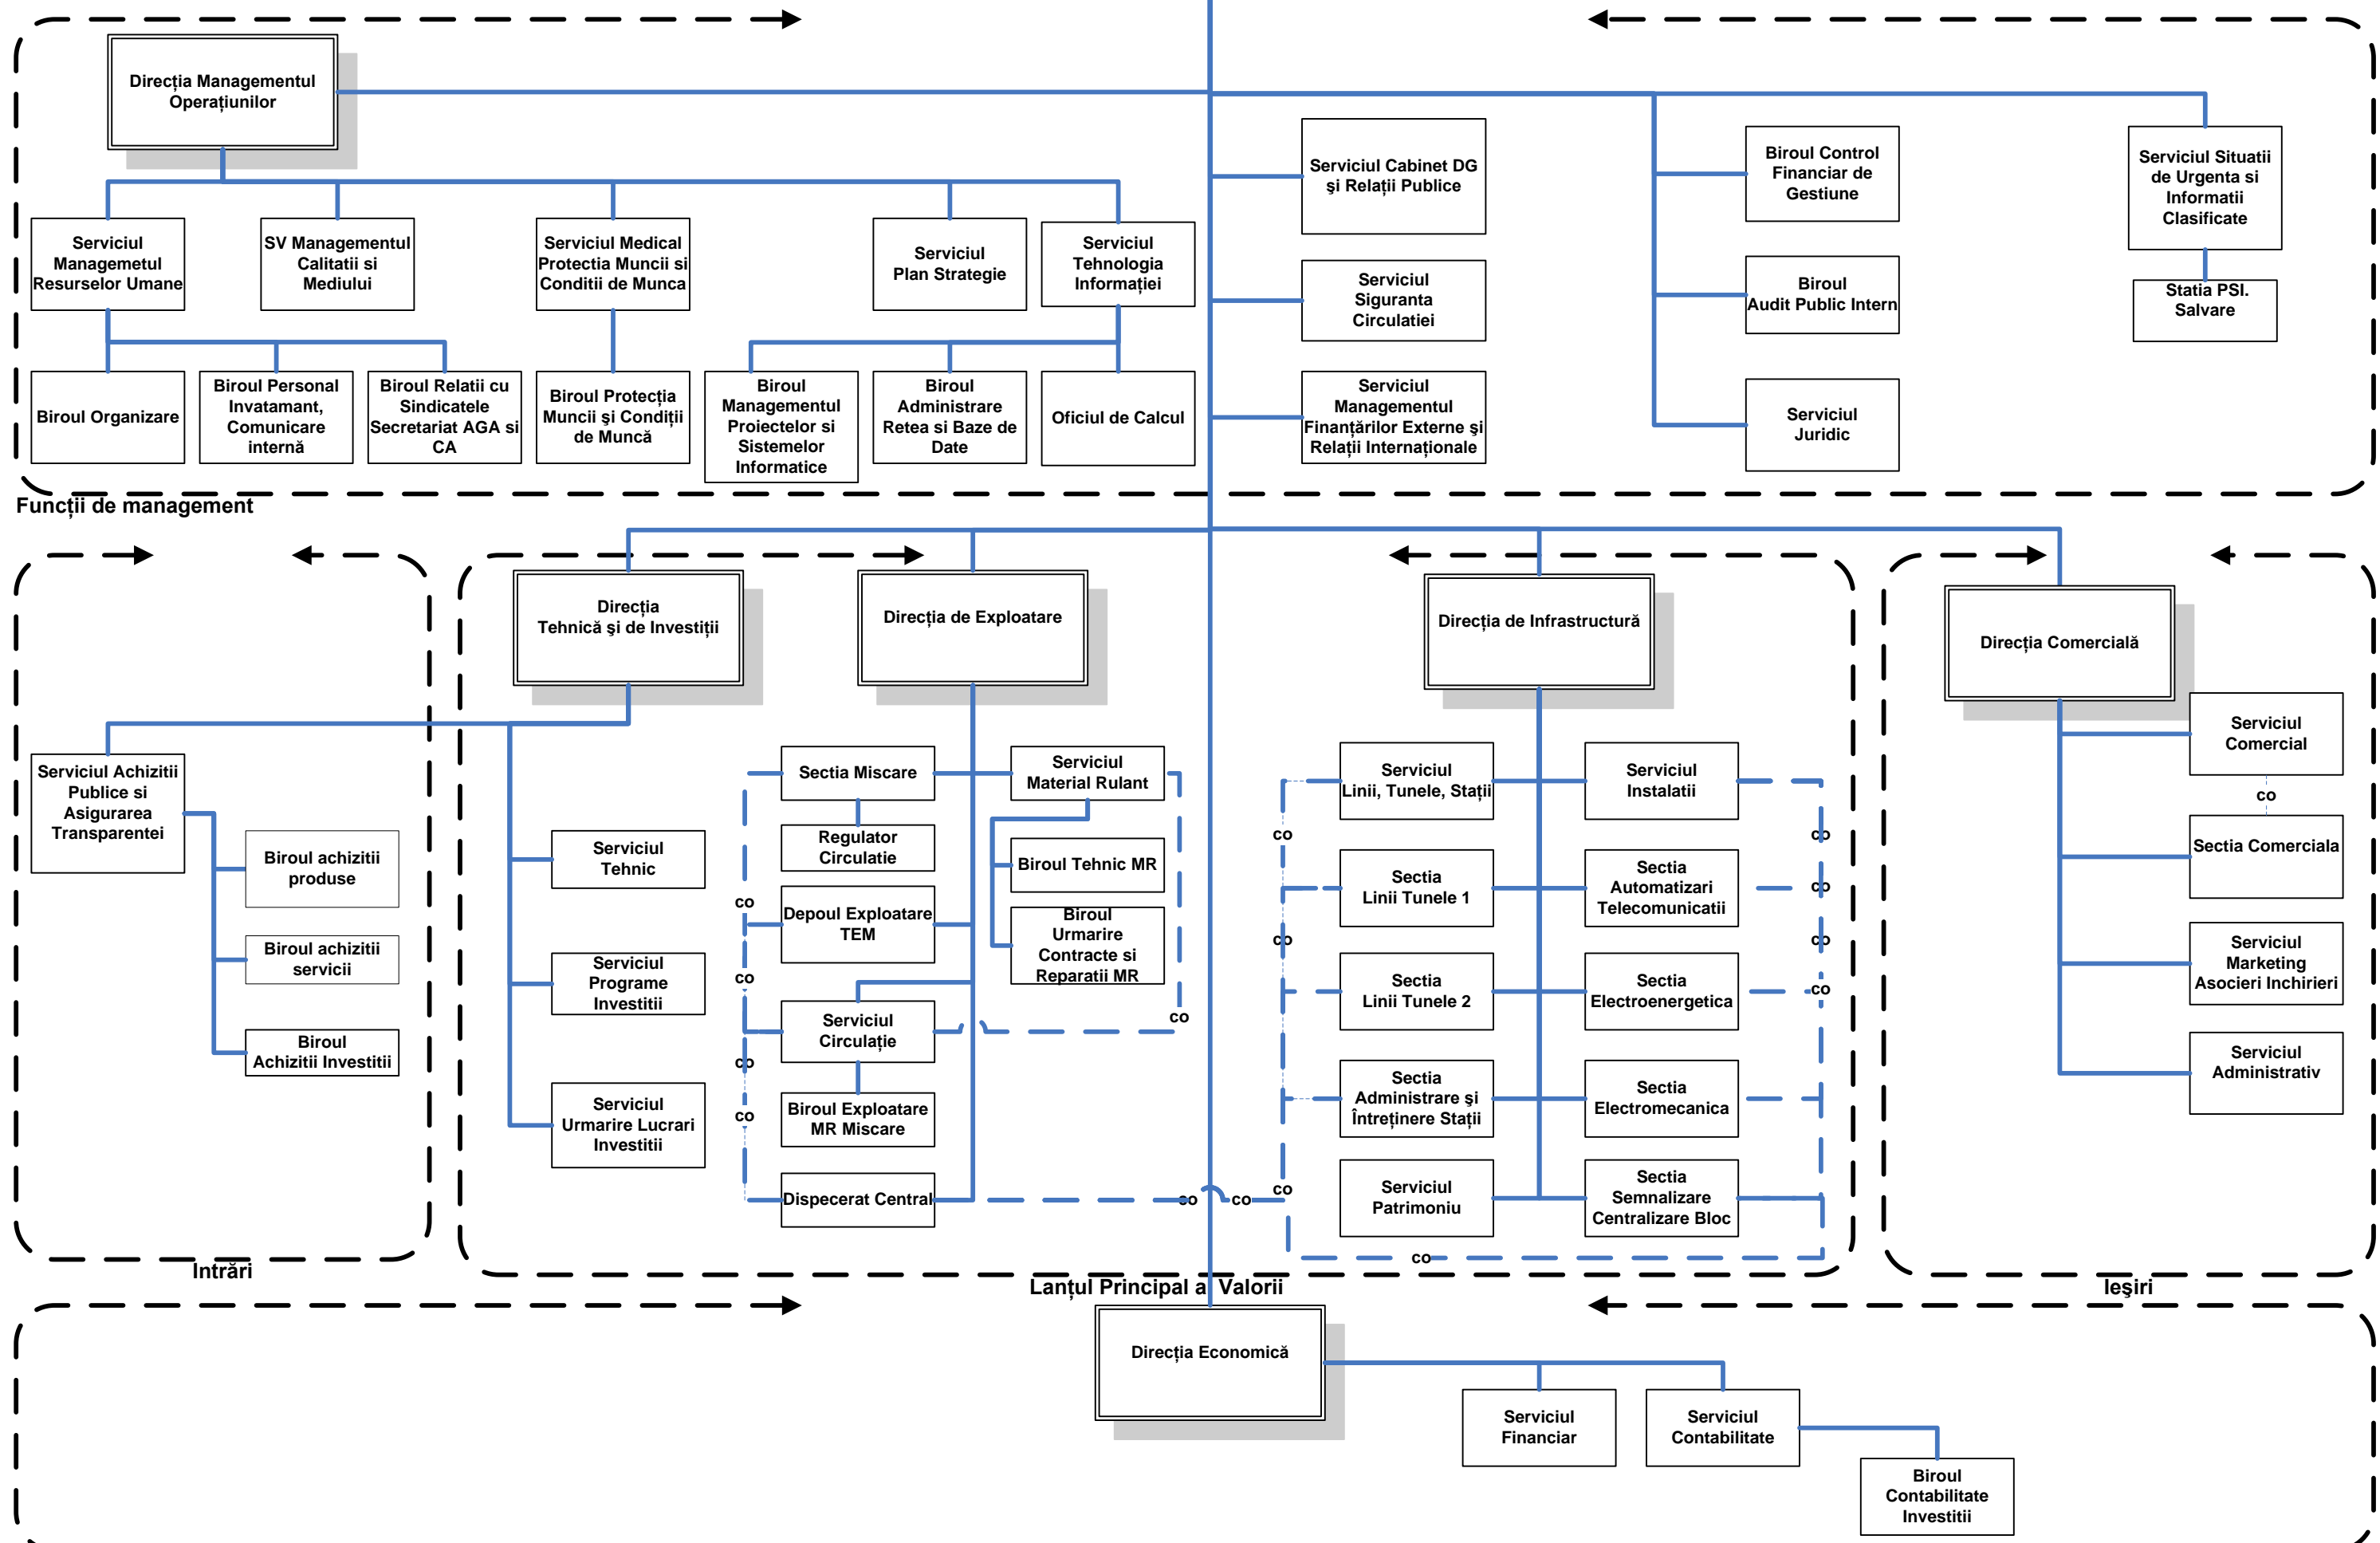 Direcția Managementul
Operațiunilor
Serviciul Cabinet DG
şi Relații Publice
Biroul Control
Financiar de
Gestiune
Serviciul Situatii
de Urgenta si
Informatii
Clasificate
Serviciul
Managemetul
Resurselor Umane
SV Managementul
Calitatii si
Mediului
Serviciul Medical
Protectia Muncii si
Conditii de Munca
Serviciul
Plan Strategie
Serviciul
Tehnologia
Informației
Serviciul
Siguranta
Circulatiei
Biroul
Audit Public Intern
Statia PSI.
Salvare
Biroul Organizare
Biroul Personal
Invatamant,
Comunicare
internă
Biroul Relatii cu
Sindicatele
Secretariat AGA si
CA
Biroul Protecția
Muncii şi Condiții
de Muncă
Biroul
Managementul
Proiectelor si
Sistemelor
Informatice
Biroul
Administrare
Retea si Baze de
Date
Oficiul de Calcul
Serviciul
Managementul
Finanțărilor Externe şi
Relații Internaționale
Serviciul
Juridic
Funcții de management
Direcția
Tehnică şi de Investiții
Direcția de Exploatare
Direcția de Infrastructură
Direcția Comercială
Serviciul Achizitii
Publice si
Asigurarea
Transparentei
Biroul achizitii
produse
Biroul achizitii
servicii
Biroul
Achizitii Investitii
Intrări
Serviciul
Tehnic
Serviciul
Programe
Investitii
Serviciul
Urmarire Lucrari
Investitii
Sectia Miscare
Regulator
Circulatie
Depoul Exploatare
TEM
Serviciul
Circulație
Biroul Exploatare
MR Miscare
Dispecerat Central
co
co
co
co
Serviciul
Material Rulant
Biroul Tehnic MR
Biroul
Urmarire
Contracte si
Reparatii MR
co
co
co
Serviciul
Linii, Tunele, Stații
Sectia
Linii Tunele 1
Sectia
Linii Tunele 2
Sectia
Administrare şi
Întreținere Stații
Serviciul
Patrimoniu
co
co
co
Serviciul
Instalatii
Sectia
Automatizari
Telecomunicatii
Sectia
Electroenergetica
Sectia
Electromecanica
Sectia
Semnalizare
Centralizare Bloc
co
co
co
co
co
Lanțul Principal al Valorii
Serviciul
Comercial
co
Sectia Comerciala
Serviciul
Marketing
Asocieri Inchirieri
Serviciul
Administrativ
Ieşiri
Direcția Economică
Serviciul
Financiar
Serviciul
Contabilitate
Biroul
Contabilitate
Investitii